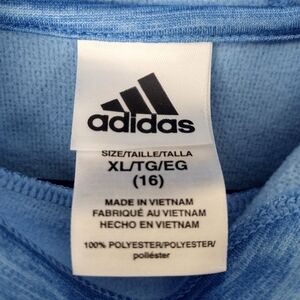 adidas
SIZE/TAILLE/TALLA
XL/TG/EG
(16)
MADE IN VIETNAM
FABRIQUÉ AU VIETNAM
HECHO EN VIETNAM
100% POLYESTER/POLYESTER/
poliéster